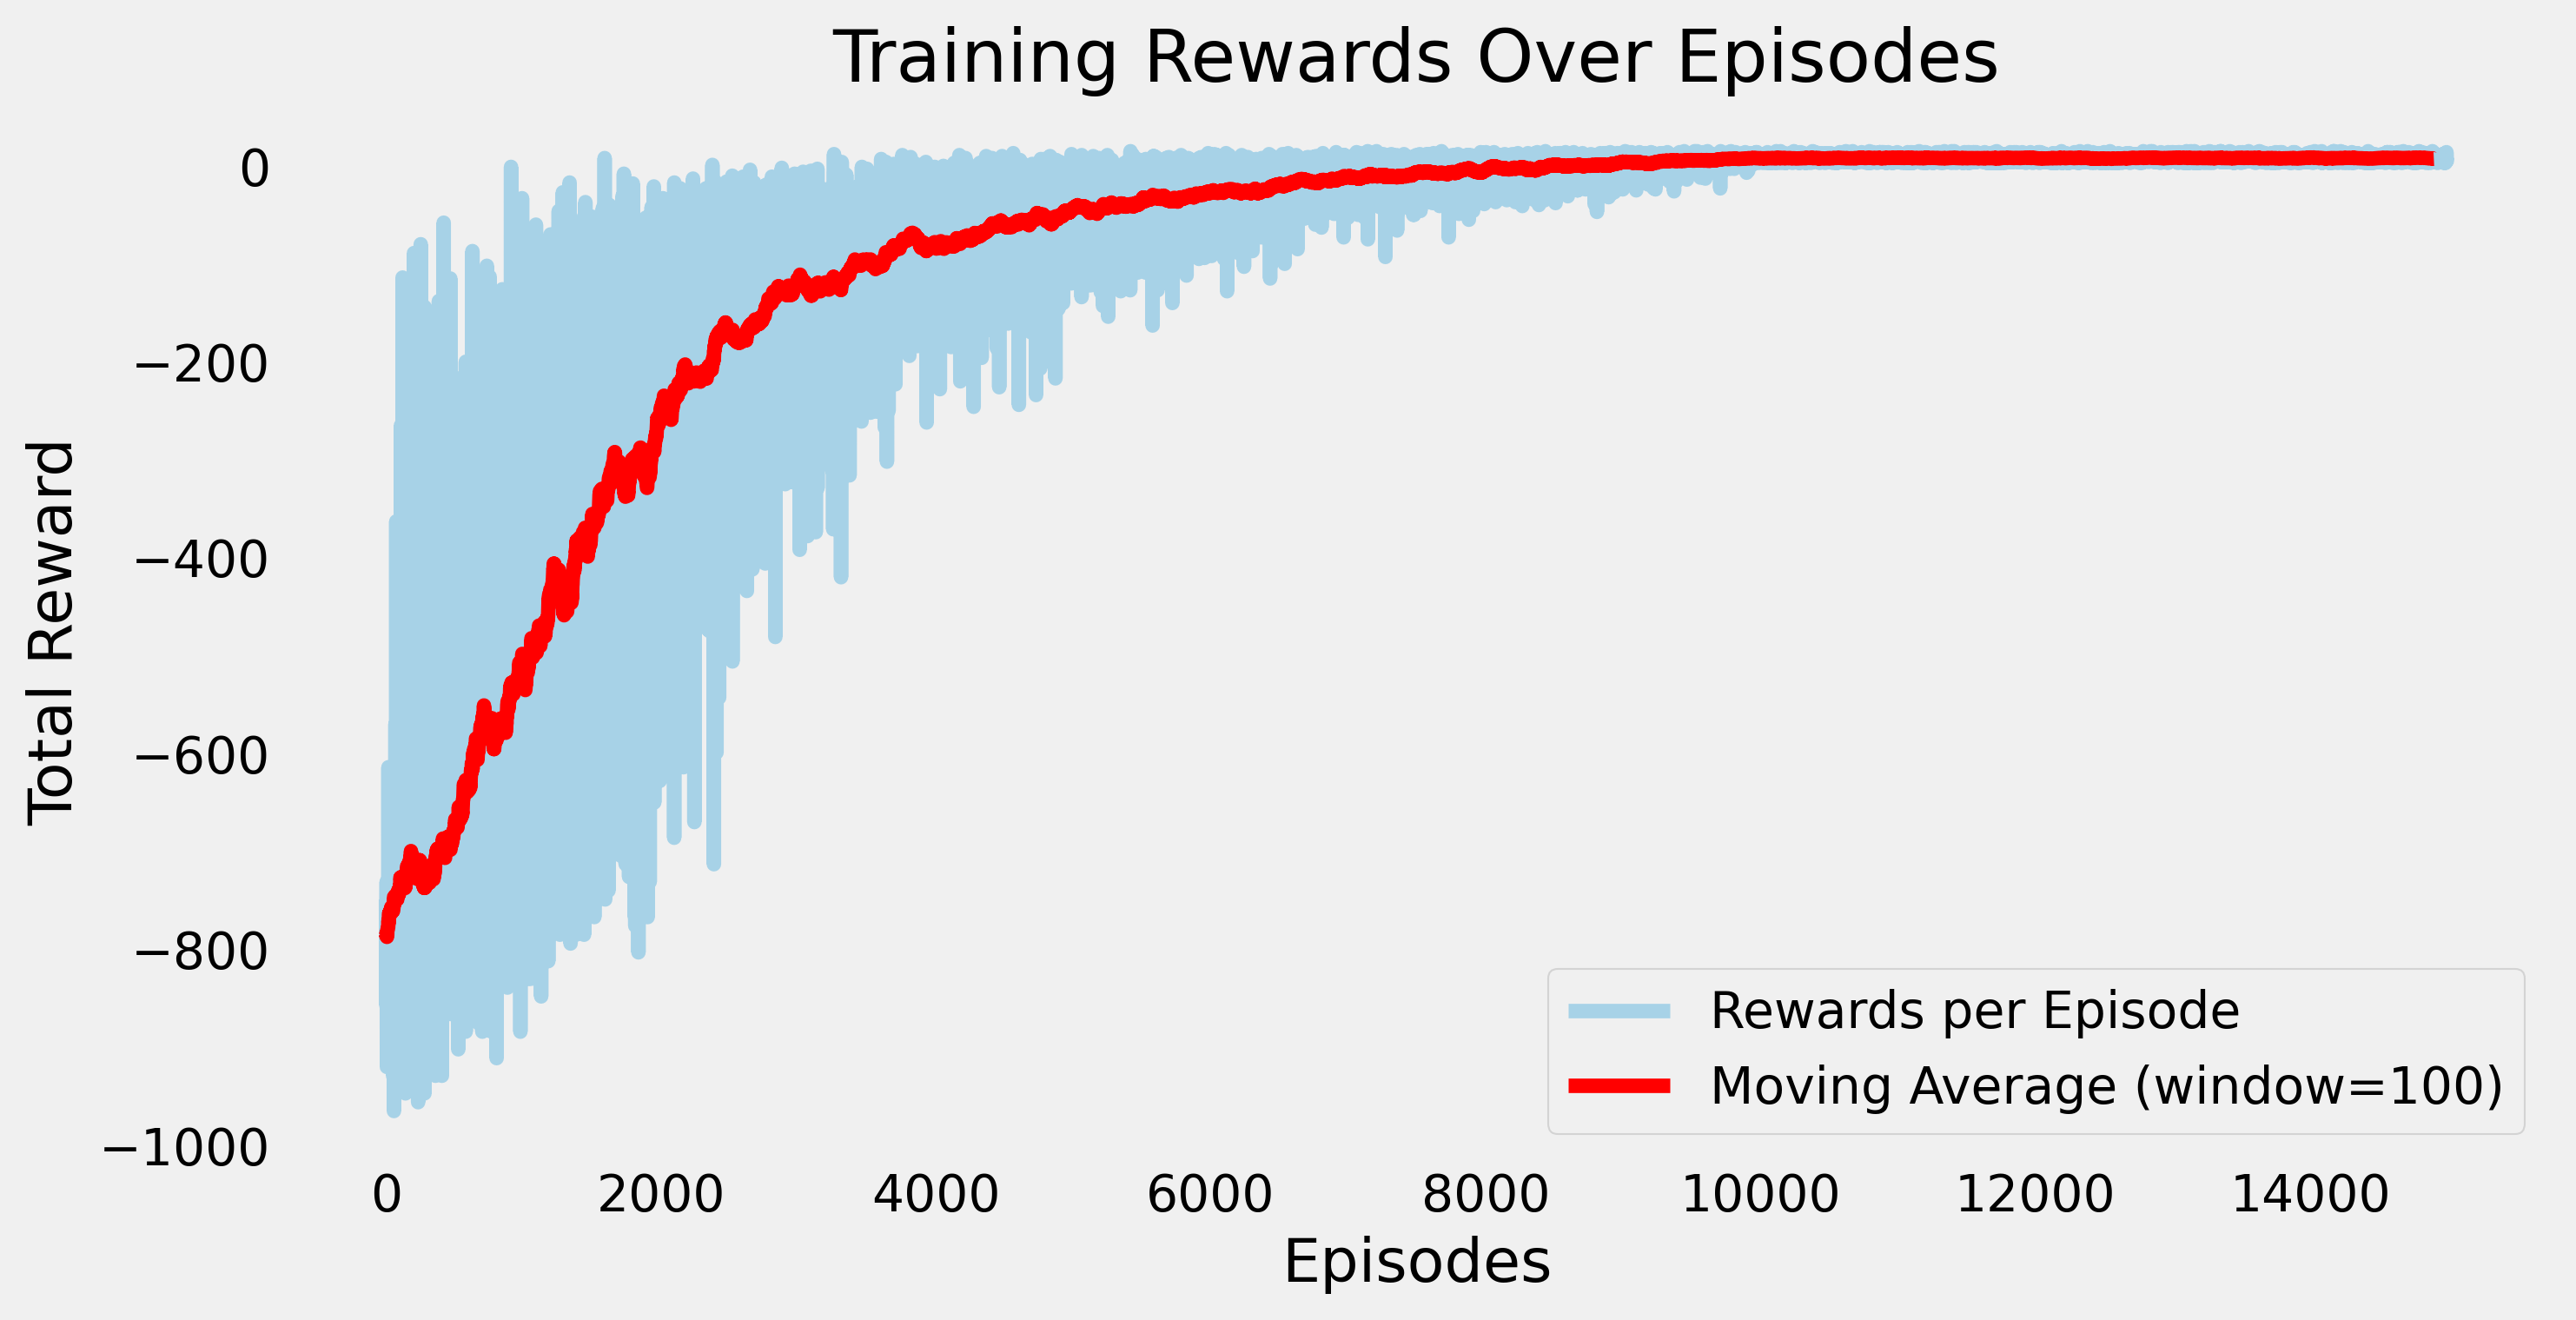 Training Rewards Over Episodes
Total Reward
0
−200
−400
−600
−800
−1000
0 2000 4000 6000 8000 10000 12000 14000
Episodes
Rewards per Episode
Moving Average (window=100)